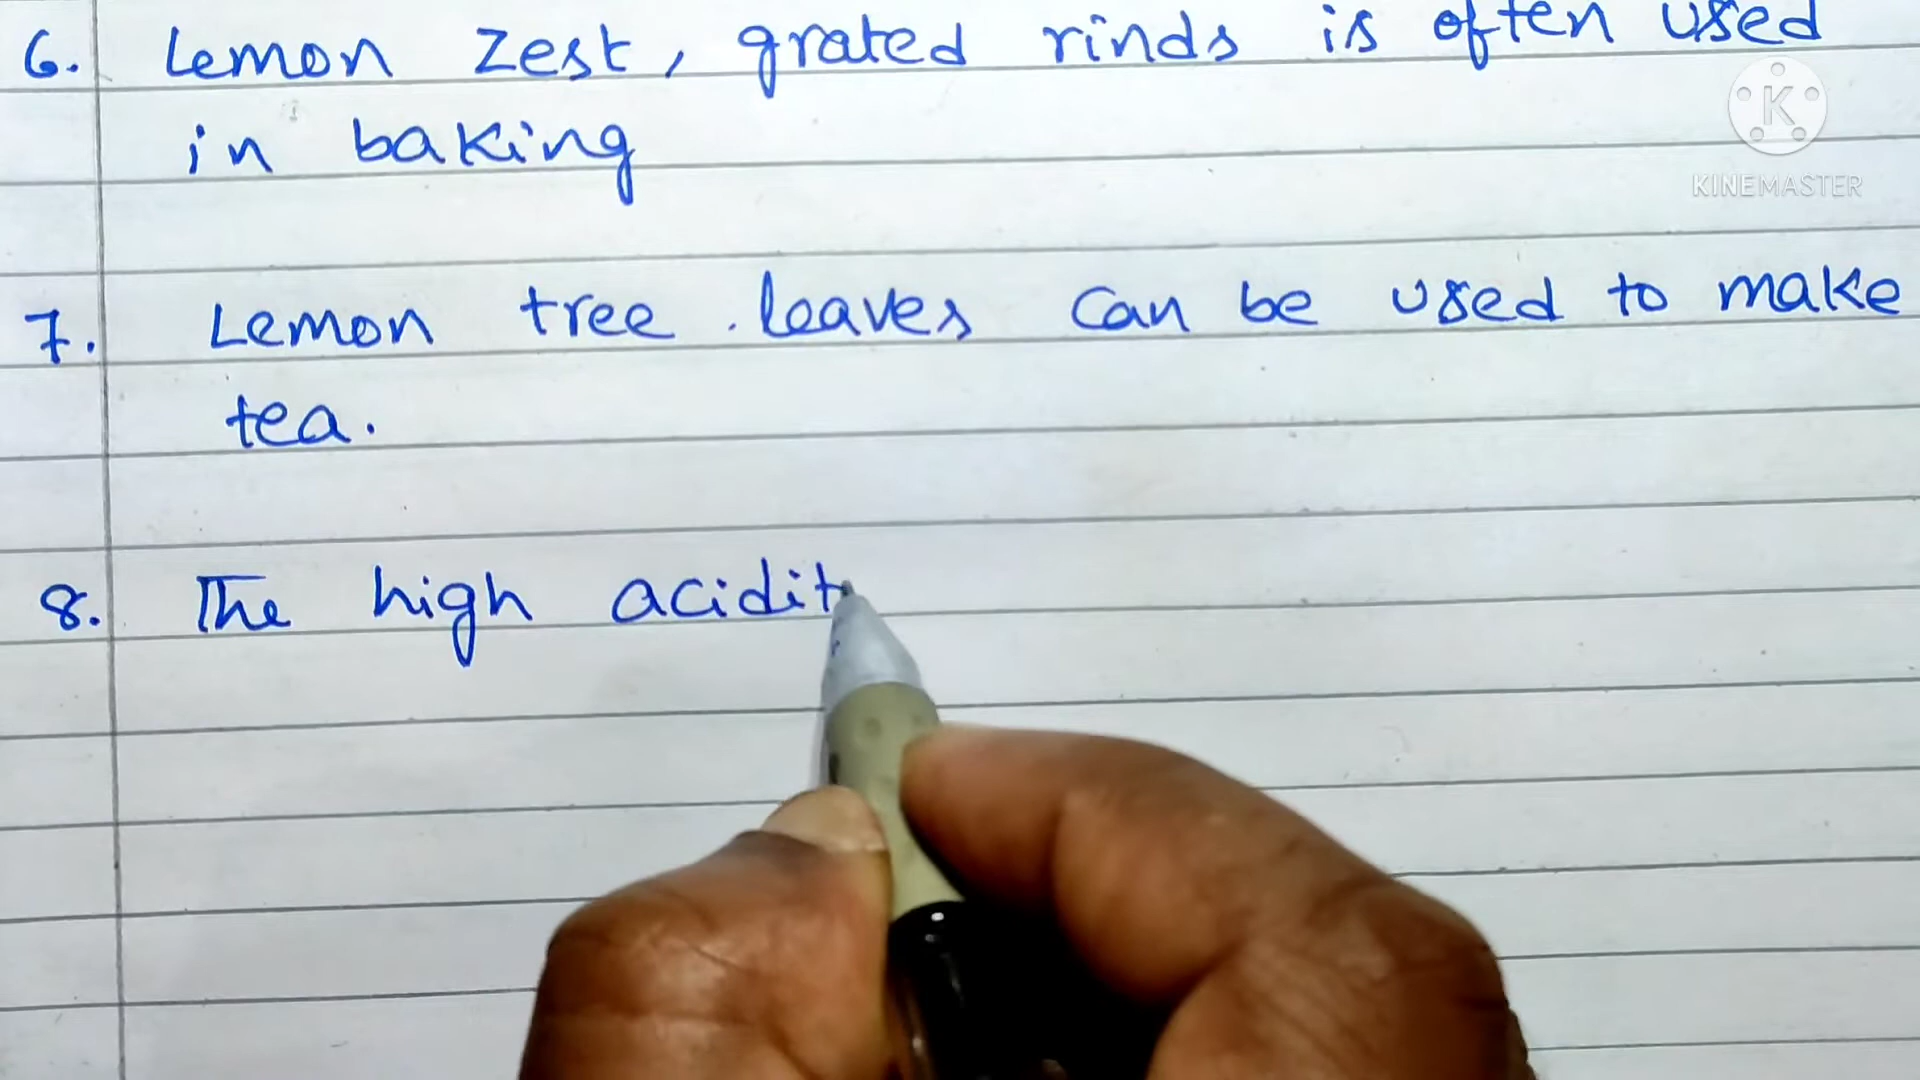 6. Lemon zest, grated rinds is often used
in baking
KINEMASTER
7. Lemon tree leaves can be used to make
tea.
8. The high acidit